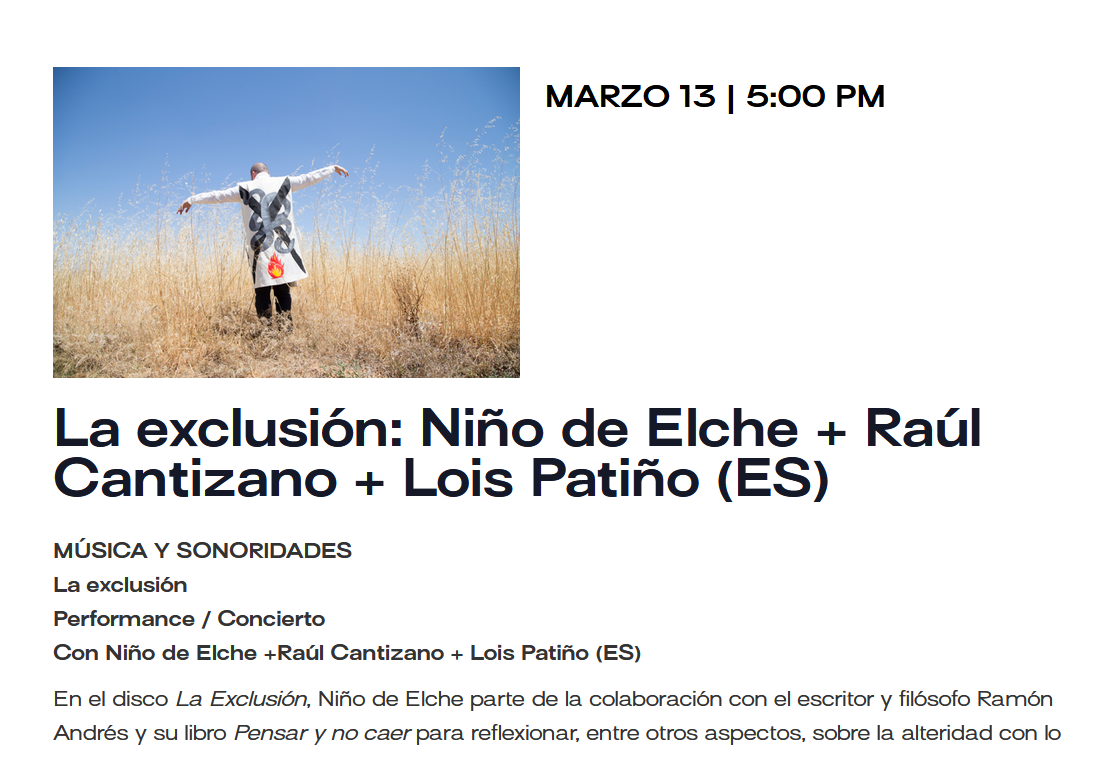 MARZO 13 | 5:00 PM
La exclusión: Niño de Elche + Raúl
Cantizano + Lois Patiño (ES)
MÚSICA Y SONORIDADES
La exclusión
Performance / Concierto
Con Niño de Elche +Raúl Cantizano + Lois Patiño (ES)
En el disco La Exclusión, Niño de Elche parte de la colaboración con el escritor y filósofo Ramón
Andrés y su libro Pensar y no caer para reflexionar, entre otros aspectos, sobre la alteridad con lo